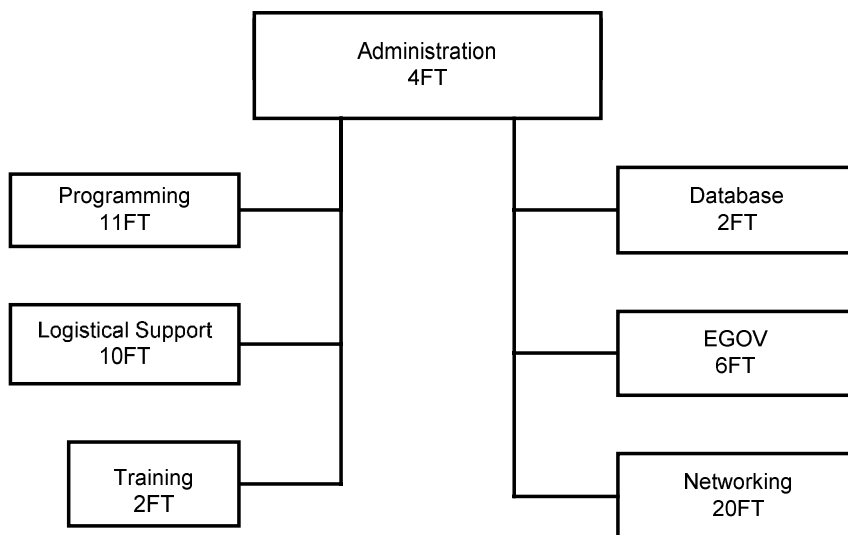 Administration
4FT
Programming
11FT
Database
2FT
Logistical Support
10FT
EGOV
6FT
Training
2FT
Networking
20FT